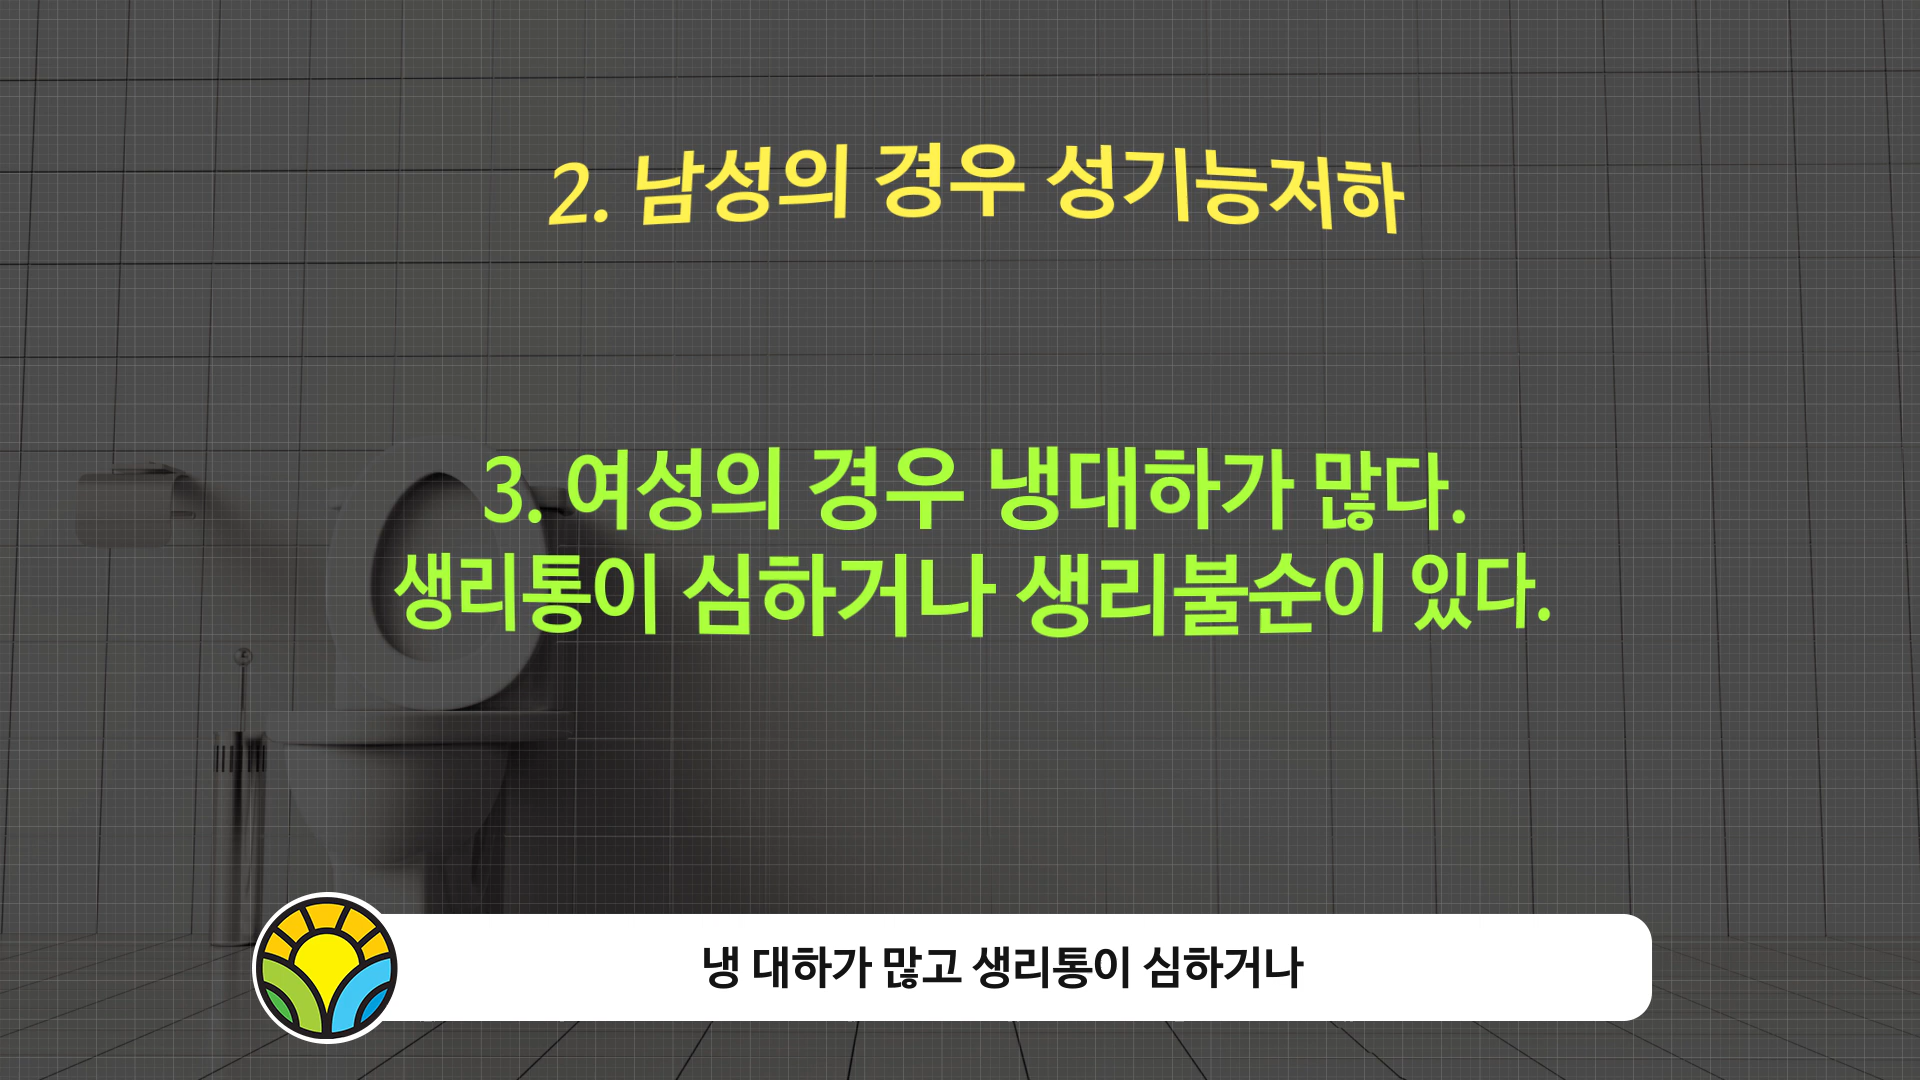 2. 남성의 경우 성기능저하
3. 여성의 경우 냉대하가 많다.
생리통이 심하거나 생리불순이 있다.
냉 대하가 많고 생리통이 심하거나